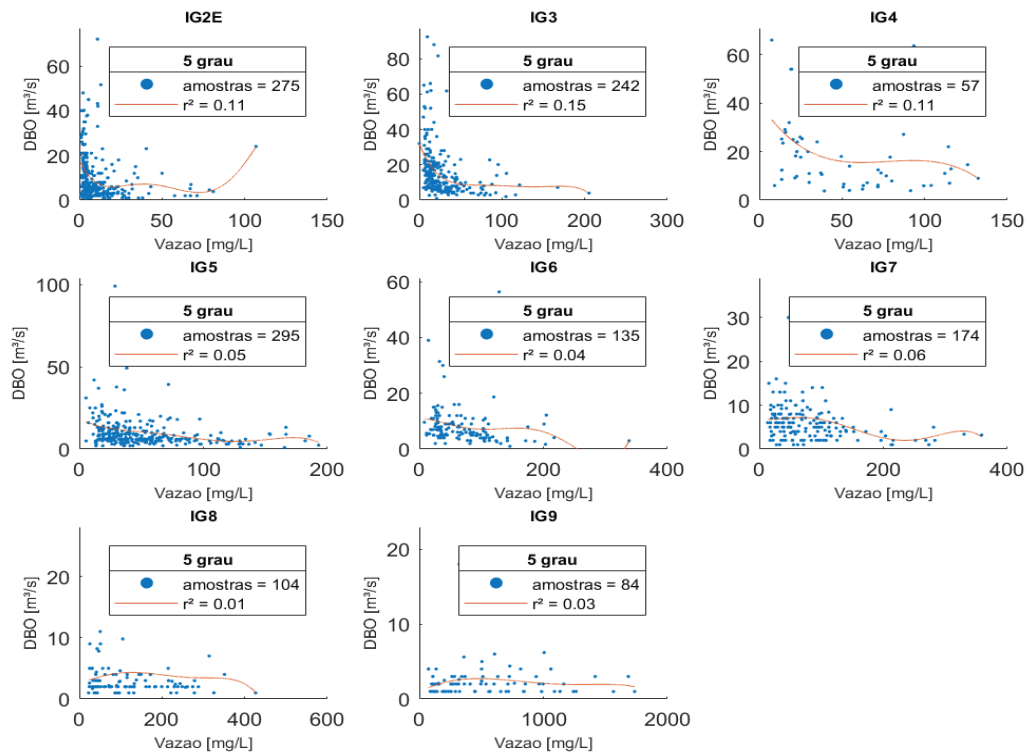 IG2E
5 grau
amostras = 275
r² = 0.11
DBO [m³/s]
60
40
20
0
0 50 100 150
Vazao [mg/L]
IG3
5 grau
amostras = 242
r² = 0.15
DBO [m³/s]
80
60
40
20
0
0 100 200 300
Vazao [mg/L]
IG4
5 grau
amostras = 57
r² = 0.11
DBO [m³/s]
60
40
20
0
0 50 100 150
Vazao [mg/L]
IG5
5 grau
amostras = 295
r² = 0.05
DBO [m³/s]
100
50
0
0 50 100 150 200
Vazao [mg/L]
IG6
5 grau
amostras = 135
r² = 0.04
DBO [m³/s]
60
40
20
0
0 200 400
Vazao [mg/L]
IG7
5 grau
amostras = 174
r² = 0.06
DBO [m³/s]
30
20
10
0
0 200 400
Vazao [mg/L]
IG8
5 grau
amostras = 104
r² = 0.01
DBO [m³/s]
20
10
0
0 200 400 600
Vazao [mg/L]
IG9
5 grau
amostras = 84
r² = 0.03
DBO [m³/s]
20
10
0
0 1000 2000
Vazao [mg/L]